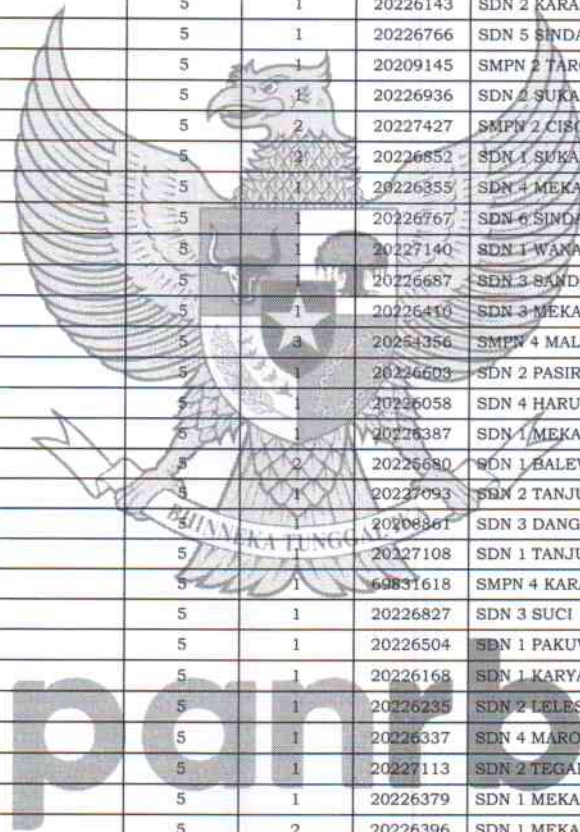 5 1 20226143 SDN 2 KARA
5 1 20226766 SDN 5 SINDA
5 1 20209145 SMPN 2 TARO
5 1 20226936 SDN 2 SUKA
5 2 20227427 SMPN 2 CISO
5 2 20226852 SDN 1 SUKA
5 1 20226355 SDN 4 MEKA
5 1 20226767 SDN 6 SINDA
5 1 20227140 SDN 1 WANA
5 1 20226687 SDN 3 SAND
5 1 20226410 SDN 3 MEKA
5 3 20254356 SMPN 4 MAL
5 1 20226603 SDN 2 PASIR
5 1 20226058 SDN 4 HARU
5 1 20226387 SDN 1 MEKA
5 2 20225680 SDN 1 BALE
5 1 20227093 SDN 2 TANJU
5 1 20208861 SDN 3 DANG
BHINNEKA TUNGGAL IKA
5 1 20227108 SDN 1 TANJU
5 1 69831618 SMPN 4 KARA
5 1 20226827 SDN 3 SUCI
5 1 20226504 SDN 1 PAKUW
5 1 20226168 SDN 1 KARYA
5 1 20226235 SDN 2 LELES
5 1 20226337 SDN 4 MARO
5 1 20227113 SDN 2 TEGAL
panrb
5 1 20226379 SDN 1 MEKA
5 2 20226396 SDN 1 MEKA